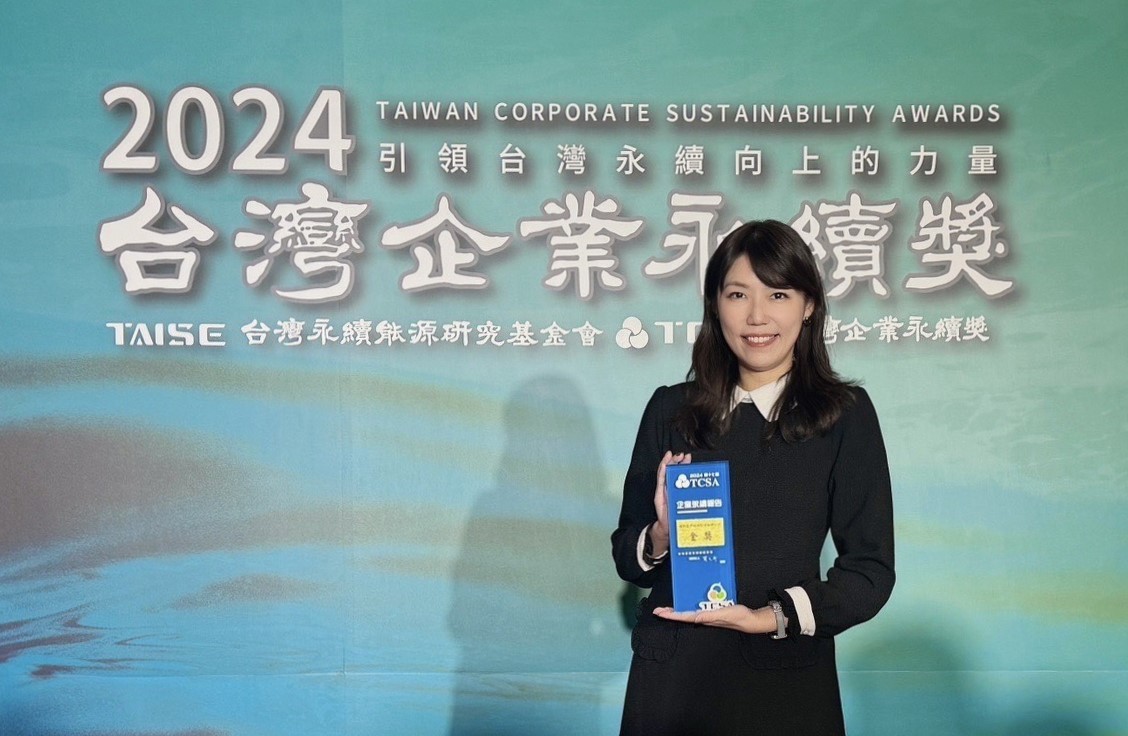 2024
TAIWAN CORPORATE SUSTAINABILITY AWARDS
引領台灣永續向上的力量
台灣企業永續獎
TAISE 台灣永續能源研究基金會 T 灣企業永續獎
TCSA
企業永續報告
金獎